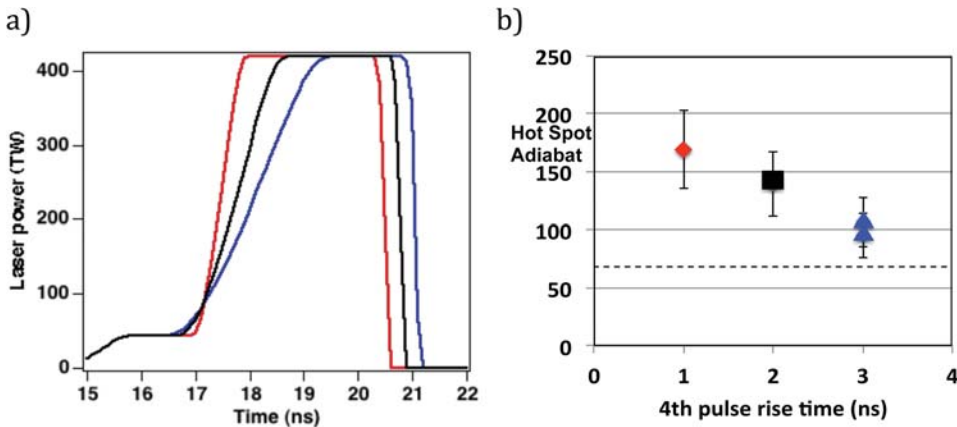 a)
400
300
200
100
0
Laser power (TW)
15 16 17 18 19 20 21 22
Time (ns)
b)
250
200
150
100
50
0
Hot Spot
Adiabat
0 1 2 3 4
4th pulse rise time (ns)